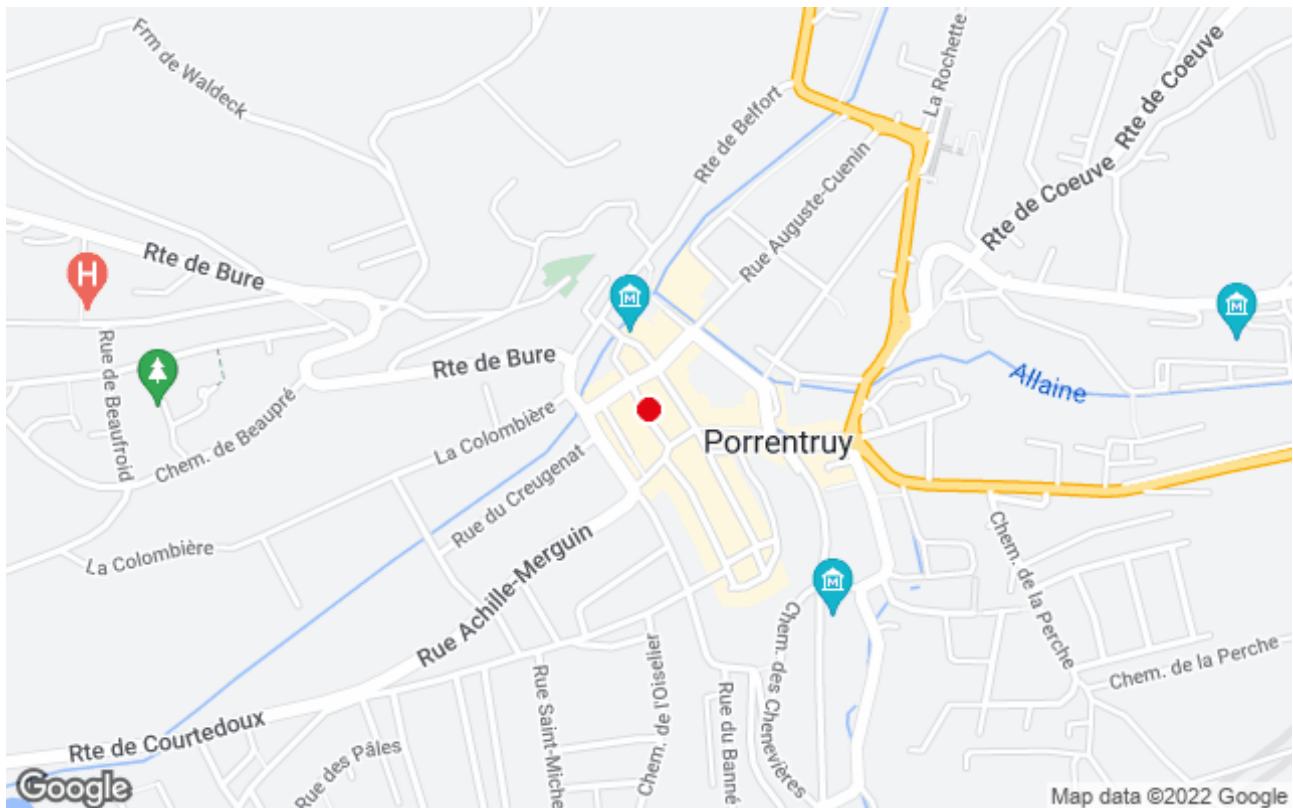 Frm de Waldeck
Rte de Belfort
La Rochette
Rte de Coeuve
Rte de Coeuve
Rue Auguste-Cuenin
Rte de Bure
H
M
M
Rue de Beaufroid
Rte de Bure
Allaine
Chem. de Beaupré
La Colombière
Porrentruy
Rue du Creugenat
La Colombière
Rue Achille-Merguin
M
Chem. de la Perche
Chem. des Chenevières
Chem. de la Perche
Rue Saint-Miche
Chem. de l'Oiselier
Rue du Banné
Rte de Courtedoux
Rue des Pâles
Google
Map data ©2022 Google